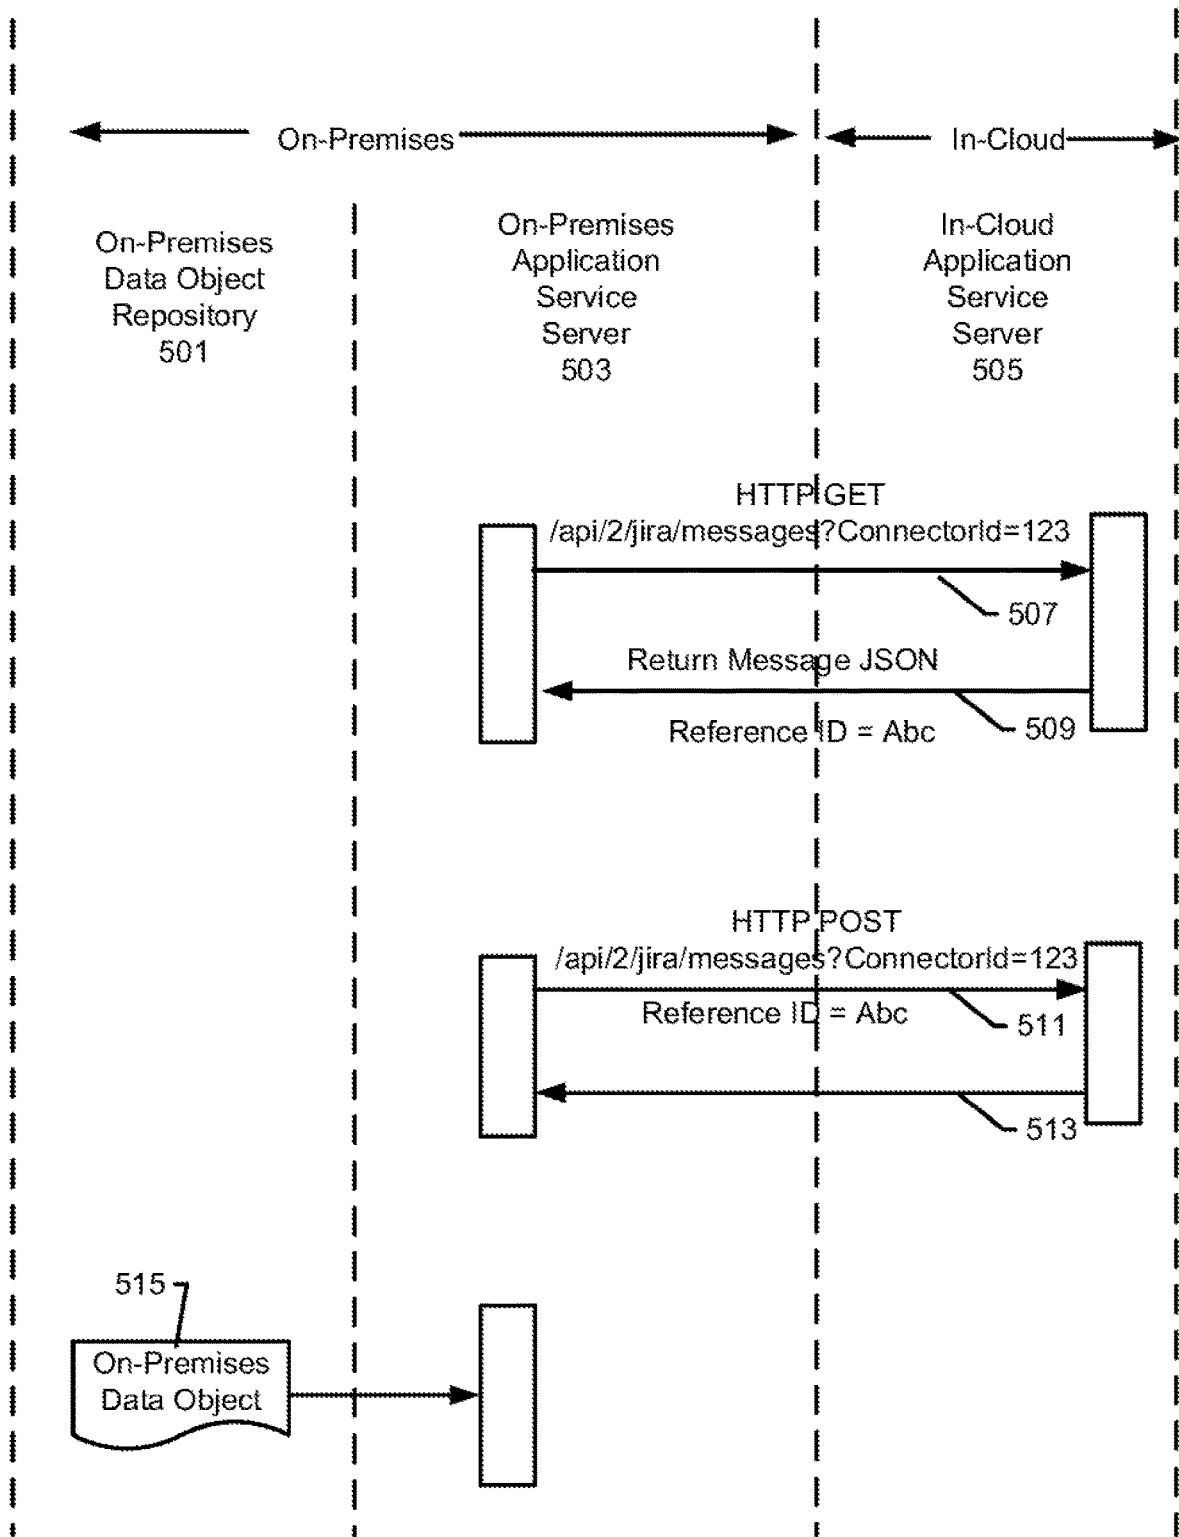 On-Premises
In-Cloud
On-Premises
Data Object
Repository
501
On-Premises
Application
Service
Server
503
In-Cloud
Application
Service
Server
505
HTTP GET
/api/2/jira/messages?ConnectorId=123
507
Return Message JSON
Reference ID = Abc
509
HTTP POST
/api/2/jira/messages?ConnectorId=123
Reference ID = Abc
511
513
515
On-Premises
Data Object